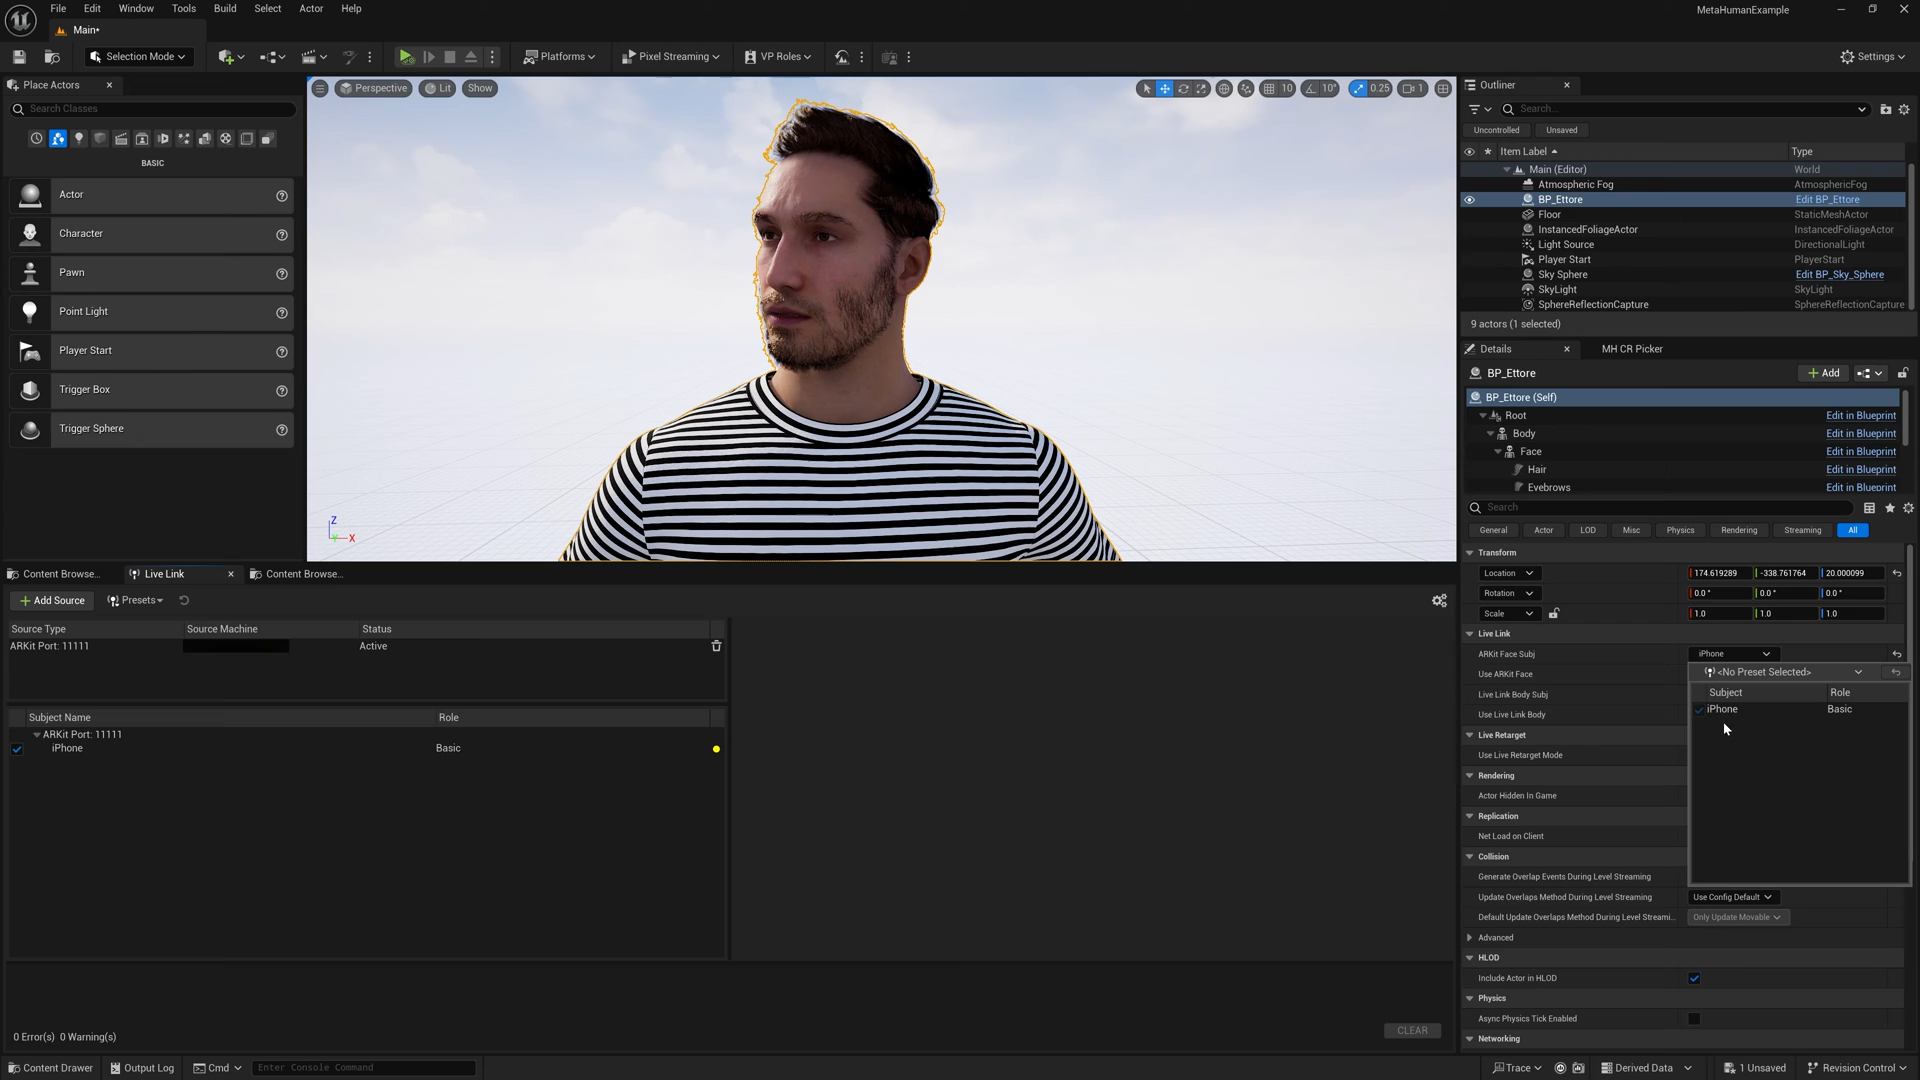 File Edit Window Tools Build Select Actor Help
MetaHumanExample
Main*
Selection Mode
Platforms
Pixel Streaming
VP Roles
Settings
Place Actors
Search Classes
BASIC
Actor
Character
Pawn
Point Light
Player Start
Trigger Box
Trigger Sphere
Perspective
Lit
Show
10
10°
0.25
1
Z
Y
X
Outliner
Search...
Uncontrolled
Unsaved
Item Label
Type
Main (Editor) World
Atmospheric Fog AtmosphericFog
BP_Ettore Edit BP_Ettore
Floor StaticMeshActor
InstancedFoliageActor InstancedFoliageActor
Light Source DirectionalLight
Player Start PlayerStart
Sky Sphere Edit BP_Sky_Sphere
SkyLight SkyLight
SphereReflectionCapture SphereReflectionCapture
9 actors (1 selected)
Details
MH CR Picker
BP_Ettore
+ Add
BP_Ettore (Self)
Root Edit in Blueprint
Body Edit in Blueprint
Face Edit in Blueprint
Hair Edit in Blueprint
Eyebrows Edit in Blueprint
Search
General Actor LOD Misc Physics Rendering Streaming All
Transform
Location 174.619289 -338.761764 20.000099
Rotation 0.0° 0.0° 0.0°
Scale 1.0 1.0 1.0
Live Link
ARKit Face Subj iPhone
Use ARKit Face
<No Preset Selected>
Subject Role
iPhone Basic
Live Link Body Subj
Use Live Link Body
Live Retarget
Use Live Retarget Mode
Rendering
Actor Hidden In Game
Replication
Net Load on Client
Collision
Generate Overlap Events During Level Streaming
Update Overlaps Method During Level Streaming Use Config Default
Default Update Overlaps Method During Level Streami... Only Update Movable
Advanced
HLOD
Include Actor in HLOD
Physics
Async Physics Tick Enabled
Networking
Content Browse...
Live Link
Content Browse...
+ Add Source
Presets
Source Type Source Machine Status
ARKit Port: 11111 Active
Subject Name Role
ARKit Port: 11111
iPhone Basic
0 Error(s) 0 Warning(s)
CLEAR
Content Drawer
Output Log
Cmd
Enter Console Command
Trace
Derived Data
1 Unsaved
Revision Control